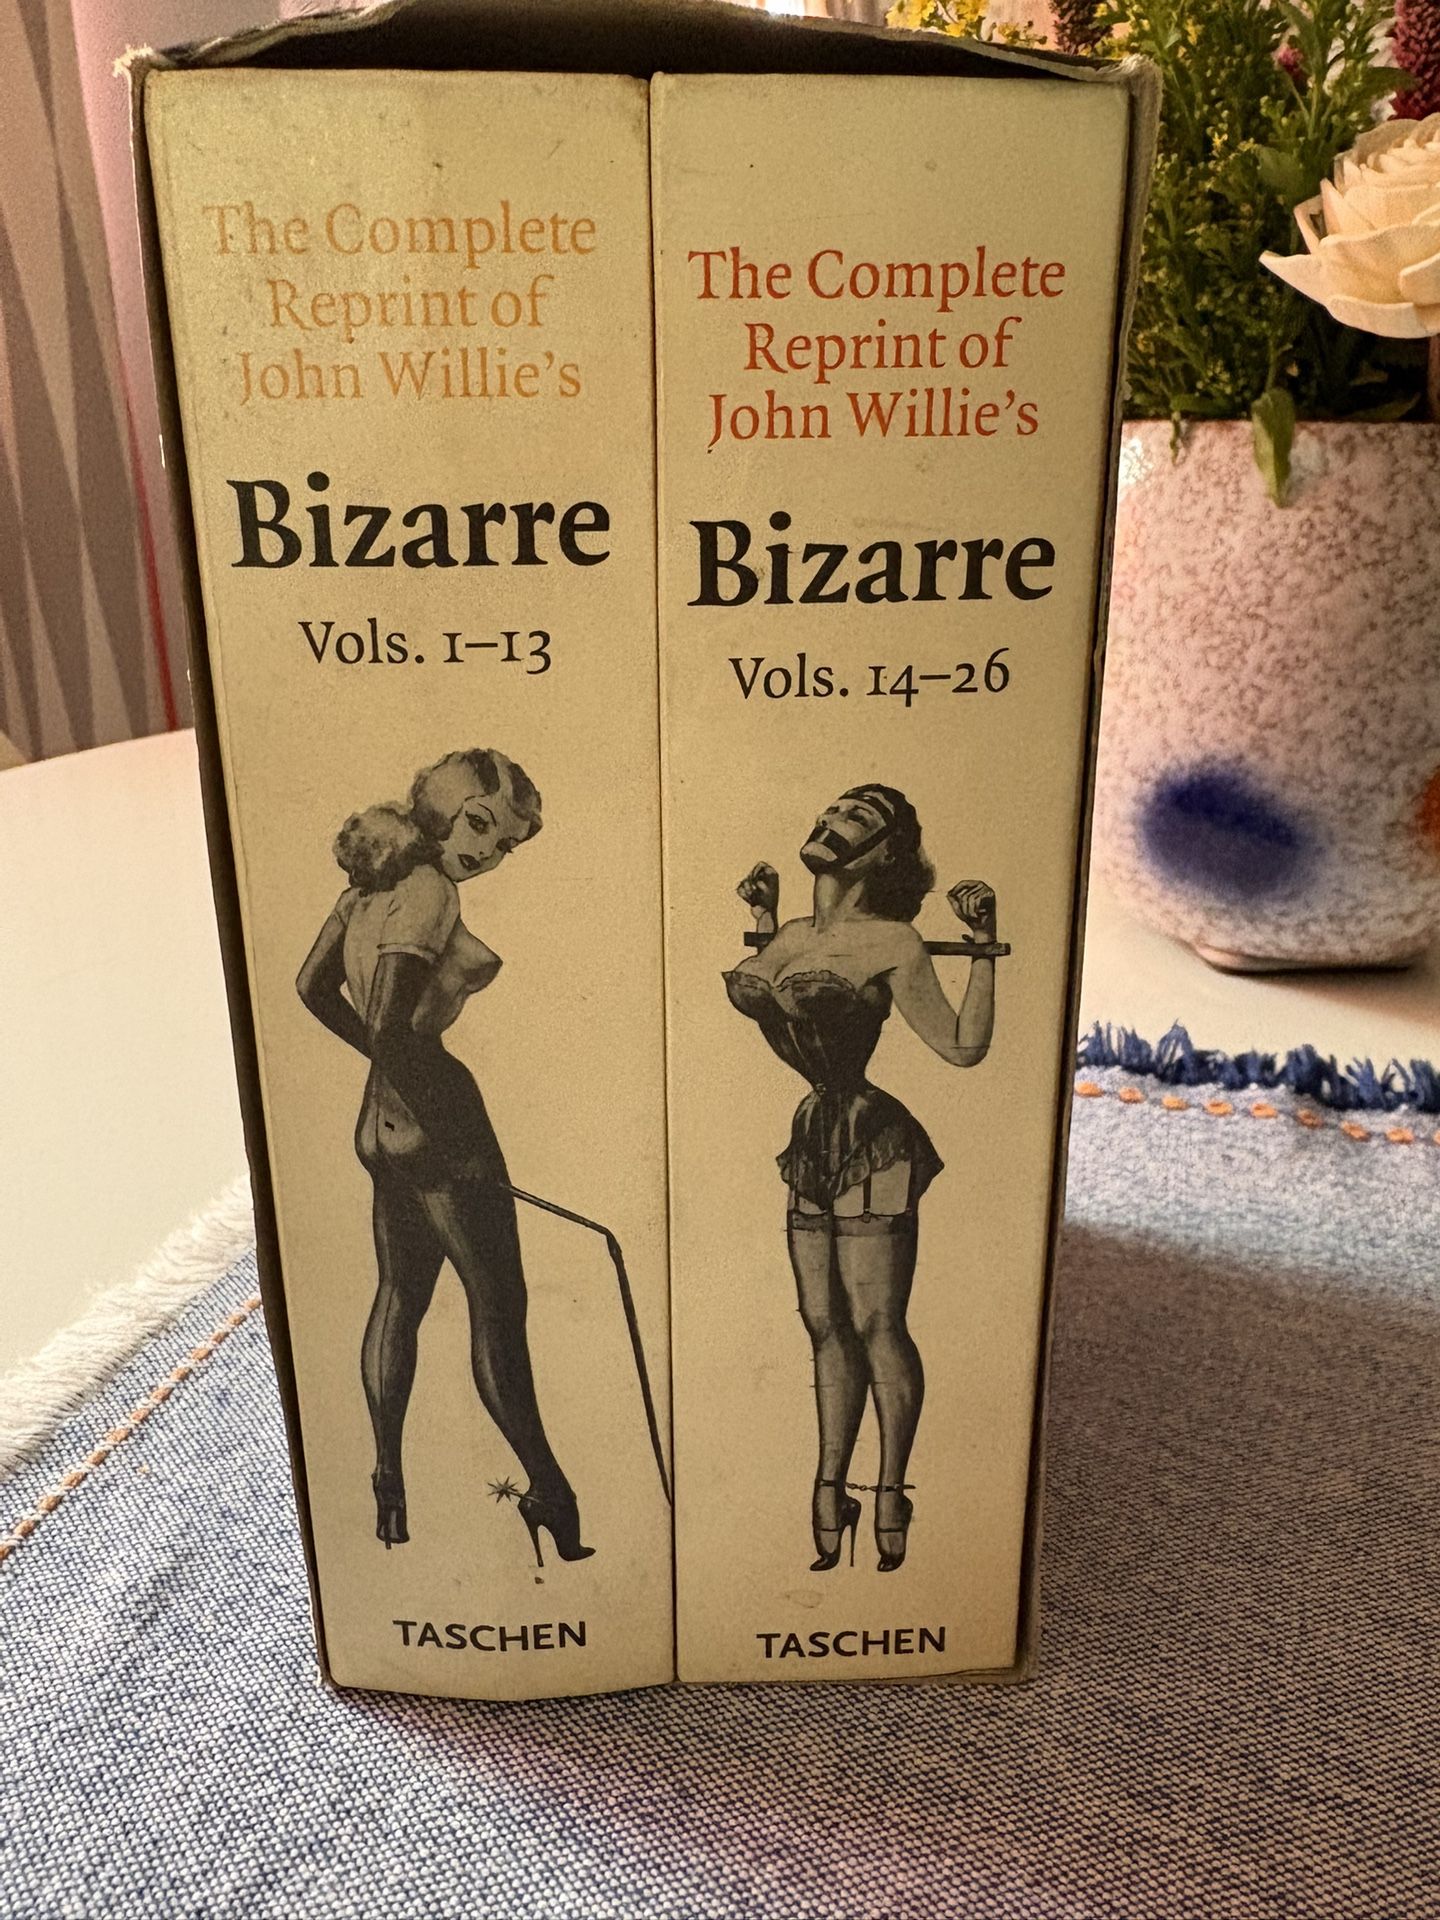 The Complete
Reprint of
John Willie's
Bizarre
Vols. 1–13
TASCHEN
The Complete
Reprint of
John Willie's
Bizarre
Vols. 14–26
TASCHEN